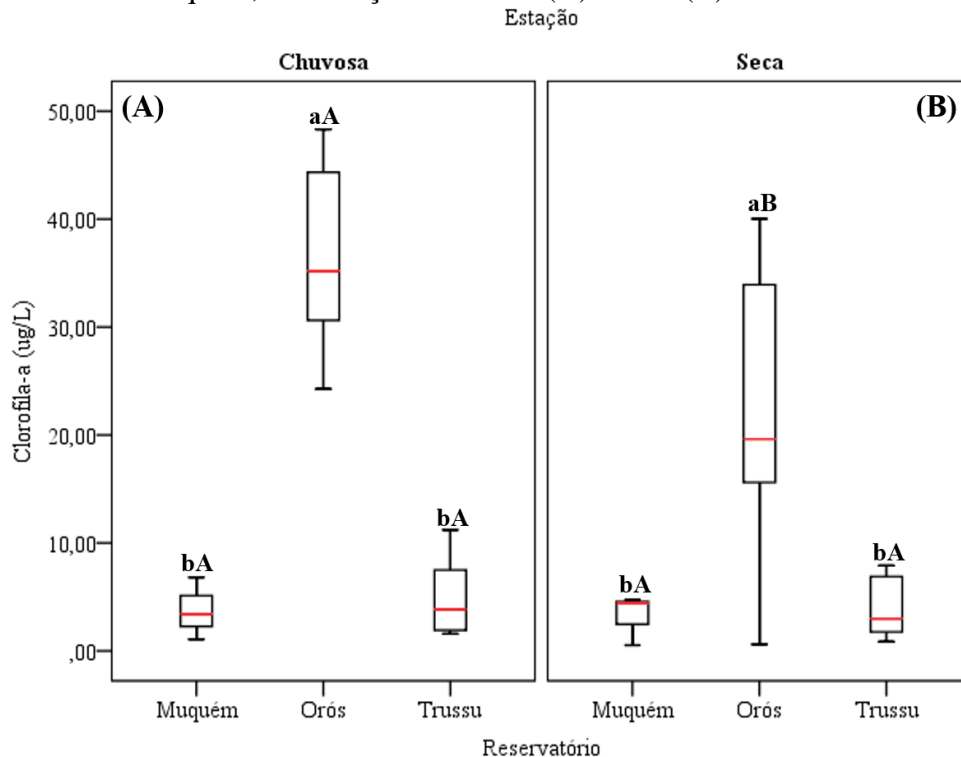 Estação
Chuvosa
Seca
(A)
(B)
50,00
40,00
30,00
20,00
10,00
,00
Clorofila-a (ug/L)
aA
bA
bA
aB
bA
bA
Muquém Orós Trussu
Muquém Orós Trussu
Reservatório